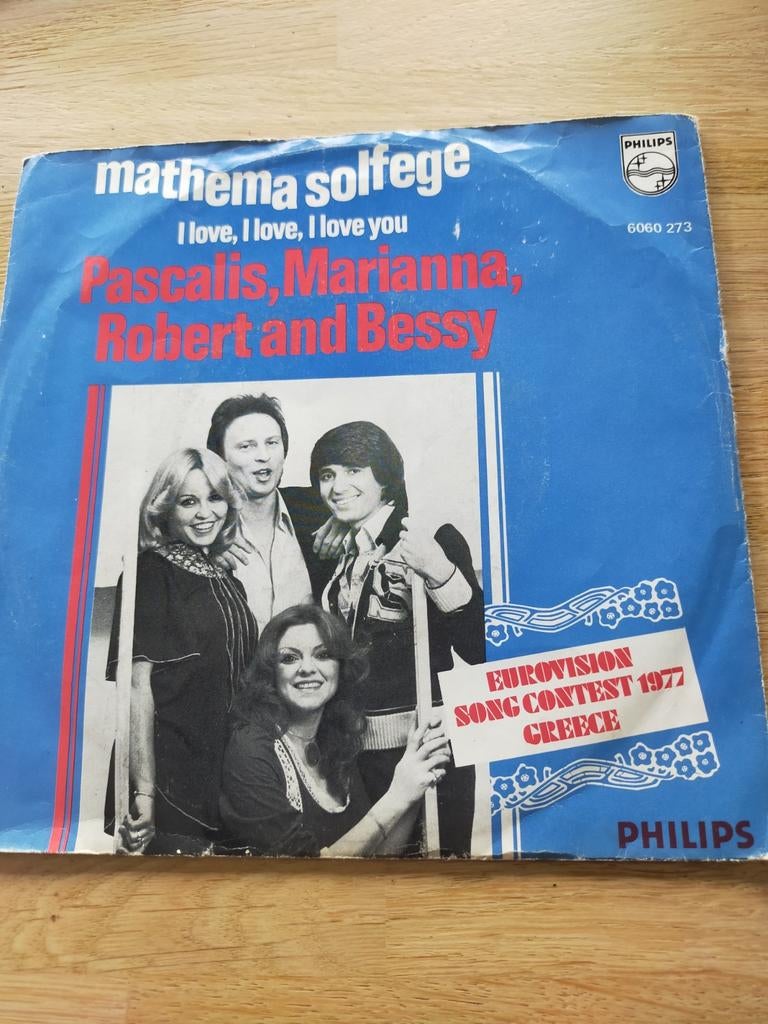 PHILIPS
mathema solfege
I love, I love, I love you
6060 273
Pascalis, Marianna,
Robert and Bessy
EUROVISION
SONG CONTEST 1977
GREECE
PHILIPS